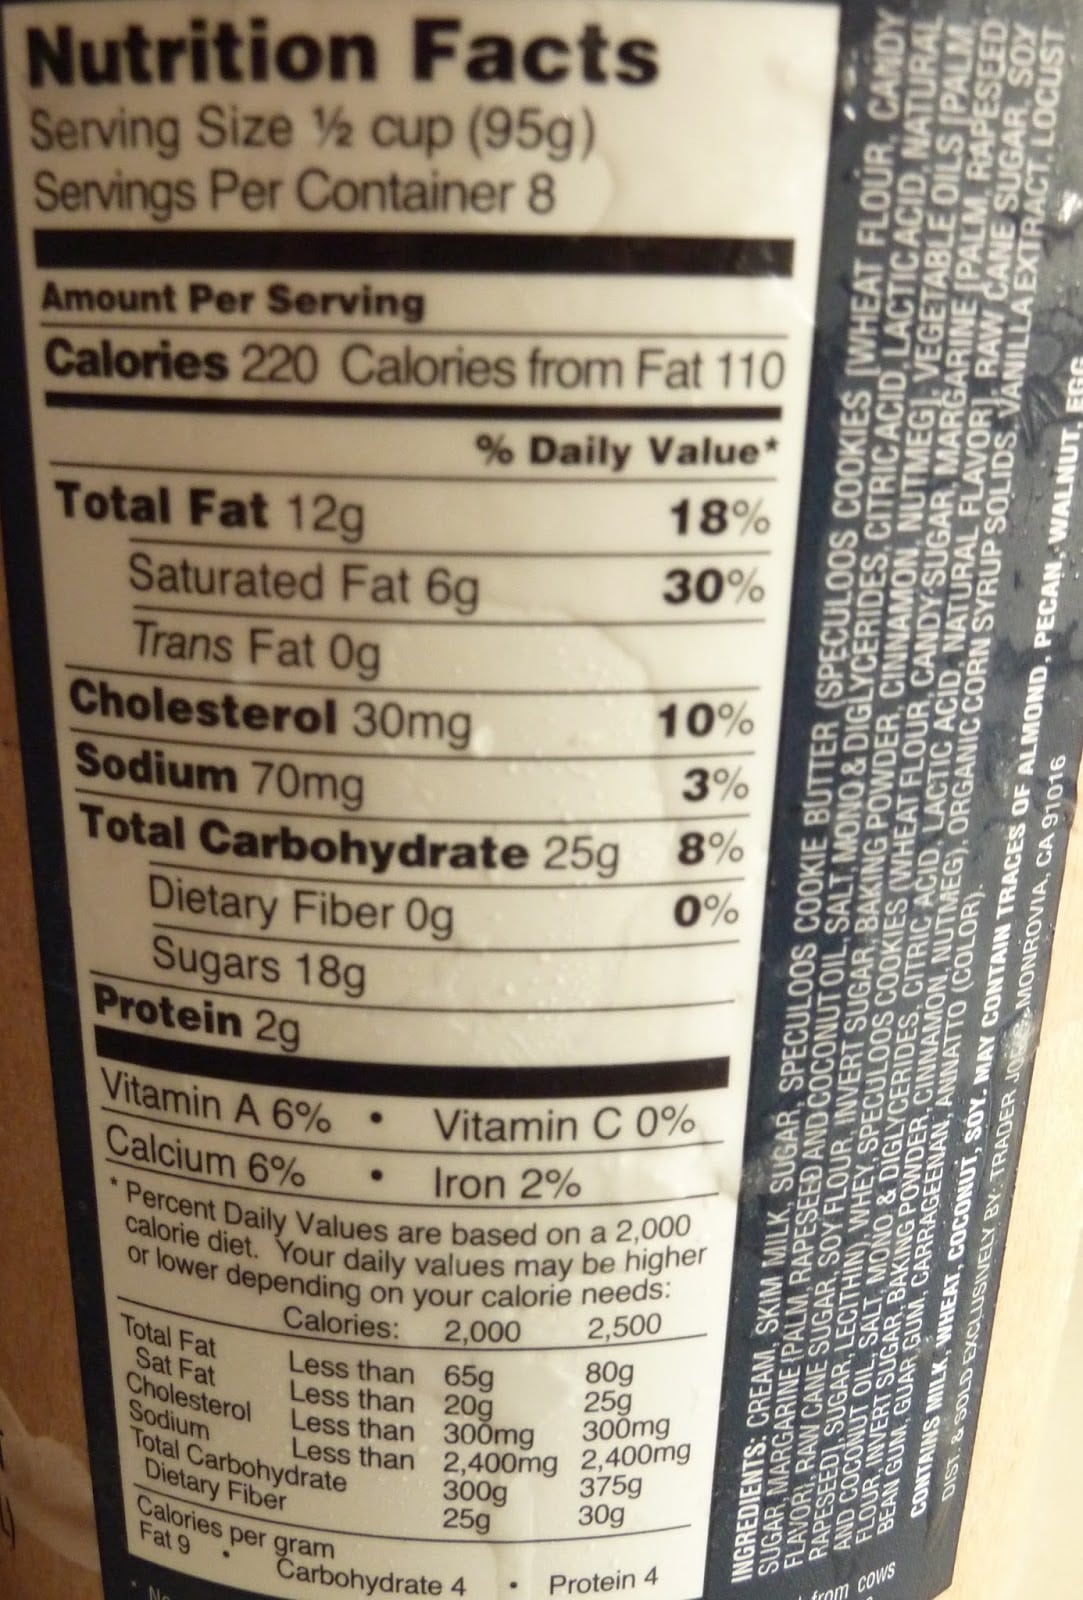 Nutrition Facts
Serving Size ½ cup (95g)
Servings Per Container 8
Amount Per Serving
Calories 220 Calories from Fat 110
% Daily Value*
Total Fat 12g 18%
Saturated Fat 6g 30%
Trans Fat 0g
Cholesterol 30mg 10%
Sodium 70mg 3%
Total Carbohydrate 25g 8%
Dietary Fiber 0g 0%
Sugars 18g
Protein 2g
Vitamin A 6% • Vitamin C 0%
Calcium 6% • Iron 2%
* Percent Daily Values are based on a 2,000
calorie diet. Your daily values may be higher
or lower depending on your calorie needs:
Calories: 2,000 2,500
Total Fat Less than 65g 80g
Sat Fat Less than 20g 25g
Cholesterol Less than 300mg 300mg
Sodium Less than 2,400mg 2,400mg
Total Carbohydrate 300g 375g
Dietary Fiber 25g 30g
Calories per gram
Fat 9 • Carbohydrate 4 • Protein 4
INGREDIENTS: CREAM, SKIM MILK, SUGAR, SPECULOOS COOKIE BUTTER (SPECULOOS COOKIES [WHEAT FLOUR, CANDY
SUGAR, MARGARINE [PALM, RAPESEED AND COCONUT OIL, SALT, MONO & DIGLYCERIDES, CITRIC ACID, LACTIC ACID, NATURAL
FLAVOR], RAW CANE SUGAR, SOY FLOUR, INVERT SUGAR, BAKING POWDER, CINNAMON, NUTMEG], VEGETABLE OILS [PALM,
RAPESEED], SUGAR, LECITHIN), WHEY, SPECULOOS COOKIES (WHEAT FLOUR, CANDY SUGAR, MARGARINE [PALM, RAPESEED
AND COCONUT OIL, SALT, MONO & DIGLYCERIDES, CITRIC ACID, LACTIC ACID, NATURAL FLAVOR], RAW CANE SUGAR, SOY
FLOUR, INVERT SUGAR, BAKING POWDER, CINNAMON, NUTMEG), ORGANIC CORN SYRUP SOLIDS, VANILLA EXTRACT, LOCUST
BEAN GUM, GUAR GUM, CARRAGEENAN, ANNATTO (COLOR).
CONTAINS MILK, WHEAT, COCONUT, SOY. MAY CONTAIN TRACES OF ALMOND, PECAN, WALNUT, EGG
DIST. & SOLD EXCLUSIVELY BY: TRADER JOE'S, MONROVIA, CA 91016
from cows